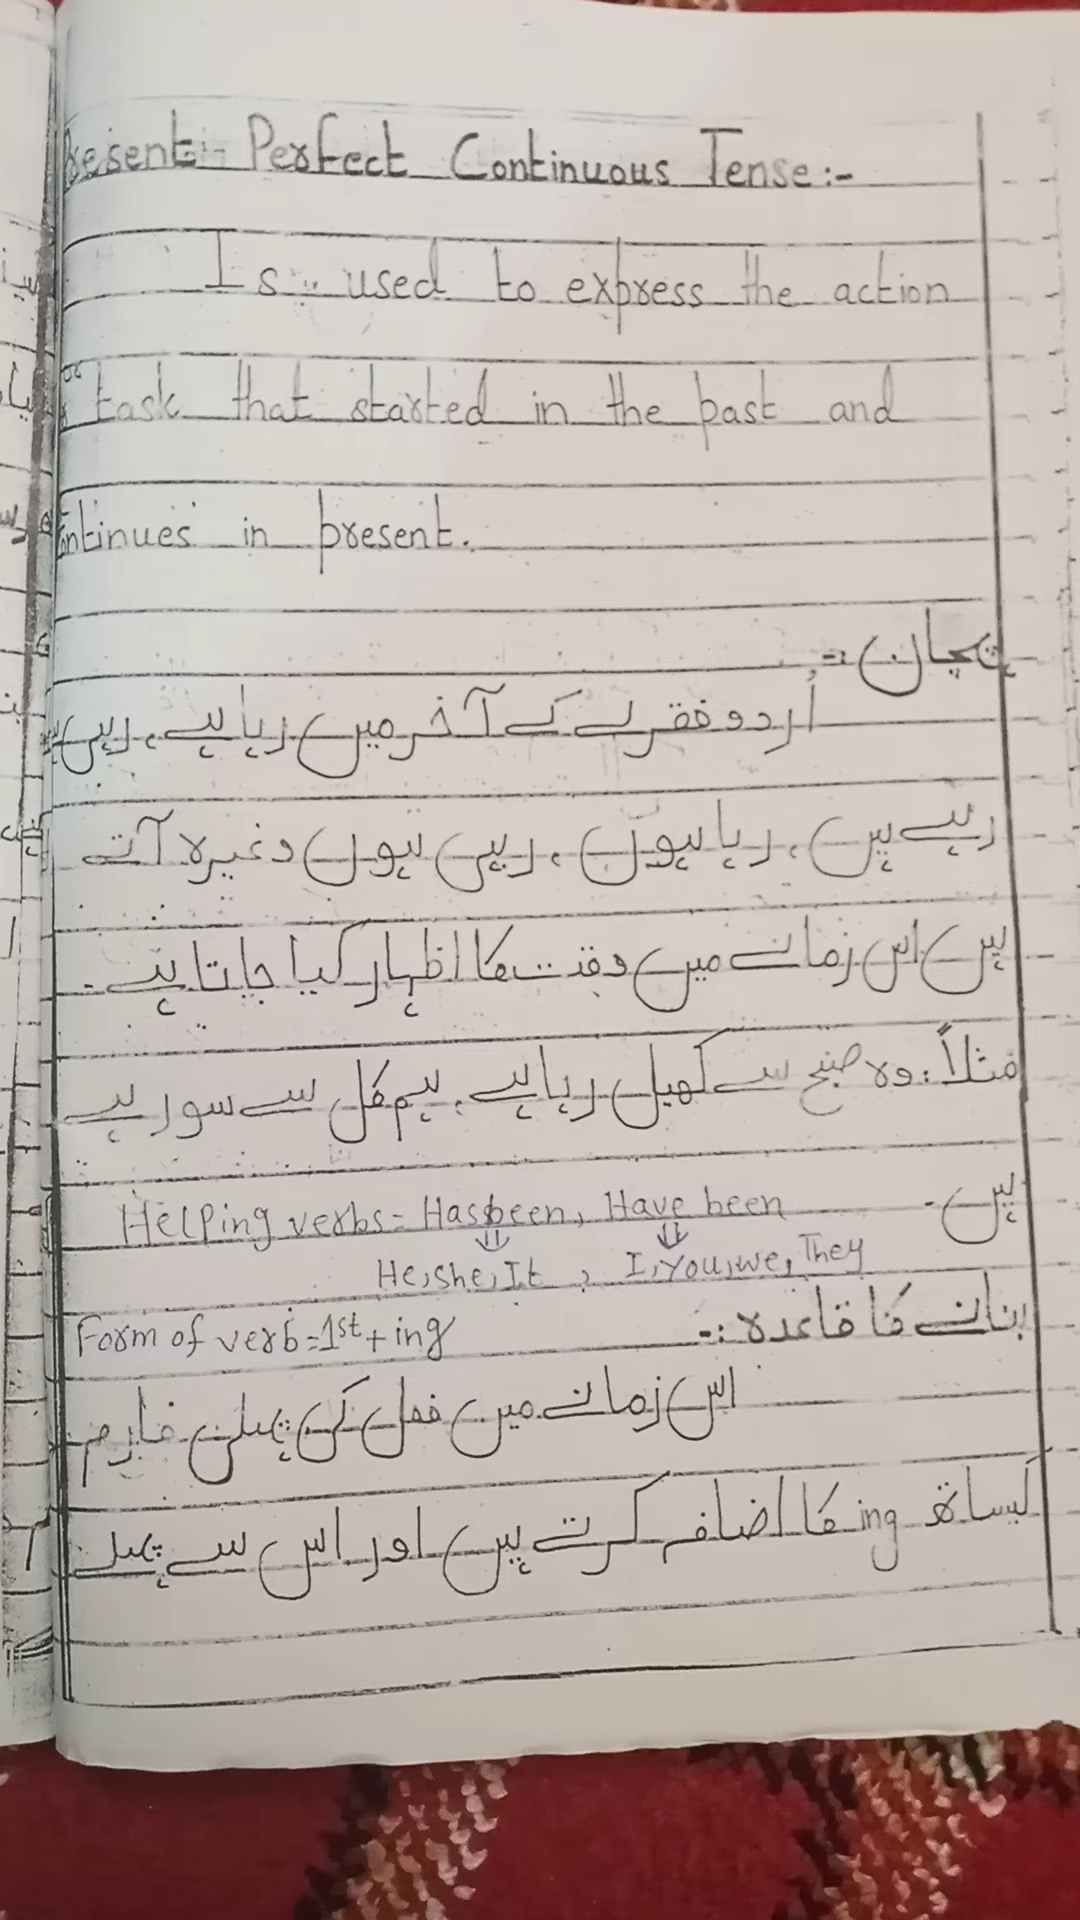 Present:- Perfect Continuous Tense:-
Is used to express the action
or task that started in the past and
continues in present.
پہچان :-
اُردو فقرے کے آخر میں رہا ہے، رہی
رہے ہیں، رہا ہوں، رہی ہوں وغیرہ آتے
ہیں اس زمانے میں وقت کا اظہار کیا جاتا ہے۔
مثلاً: وہ صبح سے کھیل رہا ہے، ہم کل سے سو رہے
ہیں۔
Helping verbs = Has been, Have been
He, she, It , I, You, we, They
بنانے کا قاعدہ :-
Form of verb = 1st + ing
اس زمانے میں فعل کی پہلی فارم
کیساتھ ing کا اضافہ کرتے ہیں اور اس سے پہلے